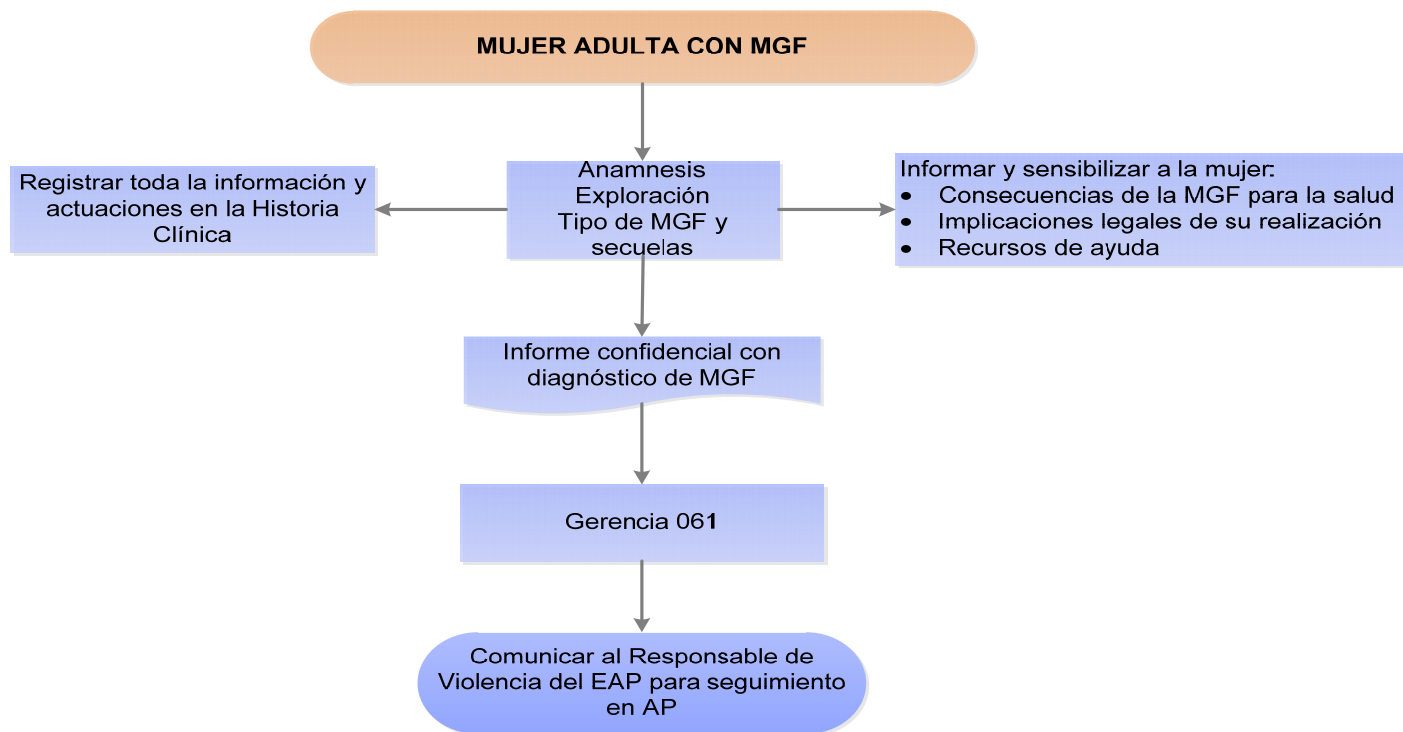 MUJER ADULTA CON MGF
Registrar toda la información y
actuaciones en la Historia
Clínica
Anamnesis
Exploración
Tipo de MGF y
secuelas
Informar y sensibilizar a la mujer:
• Consecuencias de la MGF para la salud
• Implicaciones legales de su realización
• Recursos de ayuda
Informe confidencial con
diagnóstico de MGF
Gerencia 061
Comunicar al Responsable de
Violencia del EAP para seguimiento
en AP